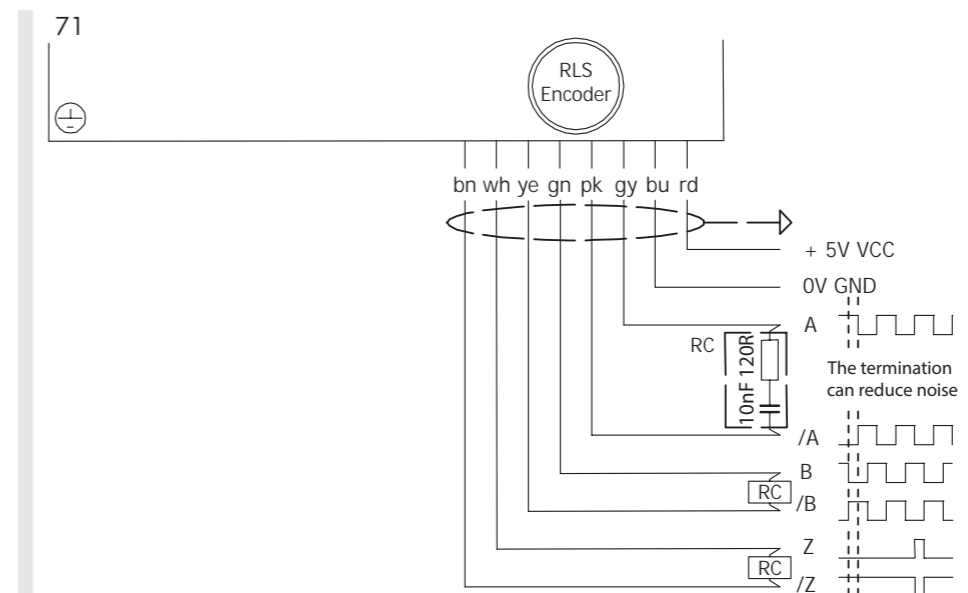 71
RLS
Encoder
bn wh ye gn pk gy bu rd
+ 5V VCC
0V GND
A
RC
10nF 120R
The termination
can reduce noise
/A
B
RC
/B
Z
RC
/Z